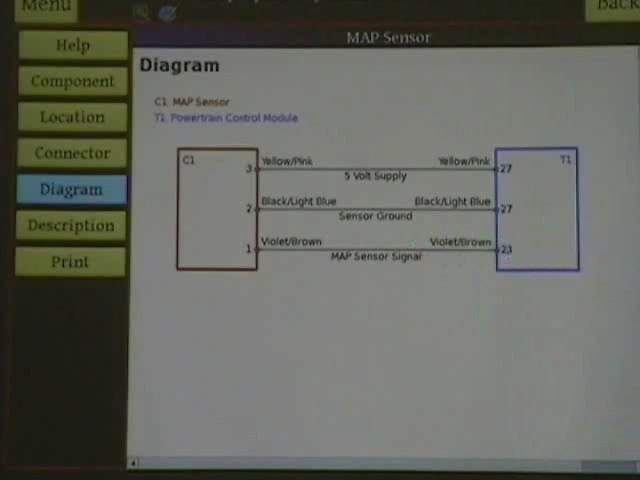 Menu
Back
MAP Sensor
Help
Component
Location
Connector
Diagram
Description
Print
Diagram
C1: MAP Sensor
T1: Powertrain Control Module
C1
T1
3 Yellow/Pink Yellow/Pink 27
5 Volt Supply
2 Black/Light Blue Black/Light Blue 27
Sensor Ground
1 Violet/Brown Violet/Brown 23
MAP Sensor Signal